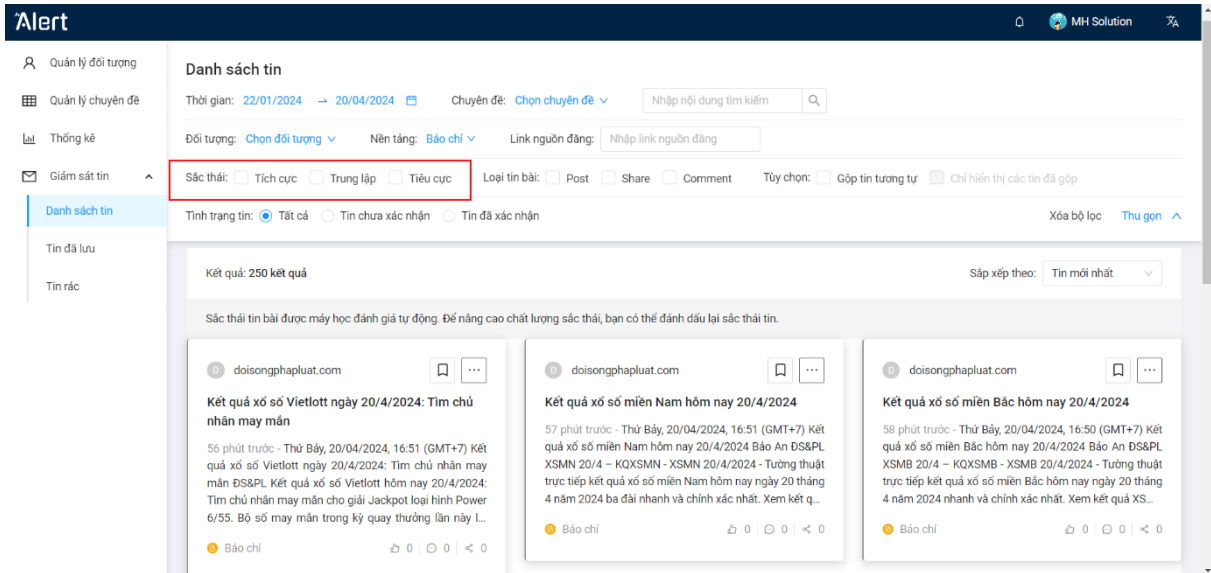 Alert
MH Solution
Quản lý đối tượng
Quản lý chuyên đề
Thống kê
Giám sát tin
Danh sách tin
Tin đã lưu
Tin rác
Danh sách tin
Thời gian: 22/01/2024 → 20/04/2024 Chuyên đề: Chọn chuyên đề Nhập nội dung tìm kiếm
Đối tượng: Chọn đối tượng Nền tảng: Báo chí Link nguồn đăng: Nhập link nguồn đăng
Sắc thái: Tích cực Trung lập Tiêu cực Loại tin bài: Post Share Comment Tùy chọn: Gộp tin tương tự Chỉ hiển thị các tin đã gộp
Tình trạng tin: Tất cả Tin chưa xác nhận Tin đã xác nhận Xóa bộ lọc Thu gọn
Kết quả: 250 kết quả Sắp xếp theo: Tin mới nhất
Sắc thái tin bài được máy học đánh giá tự động. Để nâng cao chất lượng sắc thái, bạn có thể đánh dấu lại sắc thái tin.
D doisongphapluat.com
Kết quả xổ số Vietlott ngày 20/4/2024: Tìm chủ
nhân may mắn
56 phút trước - Thứ Bảy, 20/04/2024, 16:51 (GMT+7) Kết
quả xổ số Vietlott ngày 20/4/2024: Tìm chủ nhân may
mắn ĐS&PL Kết quả xổ số Vietlott hôm nay 20/4/2024:
Tìm chủ nhân may mắn cho giải Jackpot loại hình Power
6/55. Bộ số may mắn trong kỳ quay thưởng lần này l...
Báo chí 0 0 0
D doisongphapluat.com
Kết quả xổ số miền Nam hôm nay 20/4/2024
57 phút trước - Thứ Bảy, 20/04/2024, 16:51 (GMT+7) Kết
quả xổ số miền Nam hôm nay 20/4/2024 Bảo An ĐS&PL
XSMN 20/4 – KQXSMN - XSMN 20/4/2024 - Tường thuật
trực tiếp kết quả xổ số miền Nam hôm nay ngày 20 tháng
4 năm 2024 ba đài nhanh và chính xác nhất. Xem kết q...
Báo chí 0 0 0
D doisongphapluat.com
Kết quả xổ số miền Bắc hôm nay 20/4/2024
58 phút trước - Thứ Bảy, 20/04/2024, 16:50 (GMT+7) Kết
quả xổ số miền Bắc hôm nay 20/4/2024 Bảo An ĐS&PL
XSMB 20/4 – KQXSMB - XSMB 20/4/2024 - Tường thuật
trực tiếp kết quả xổ số miền Bắc hôm nay ngày 20 tháng
4 năm 2024 nhanh và chính xác nhất. Xem kết quả XS...
Báo chí 0 0 0